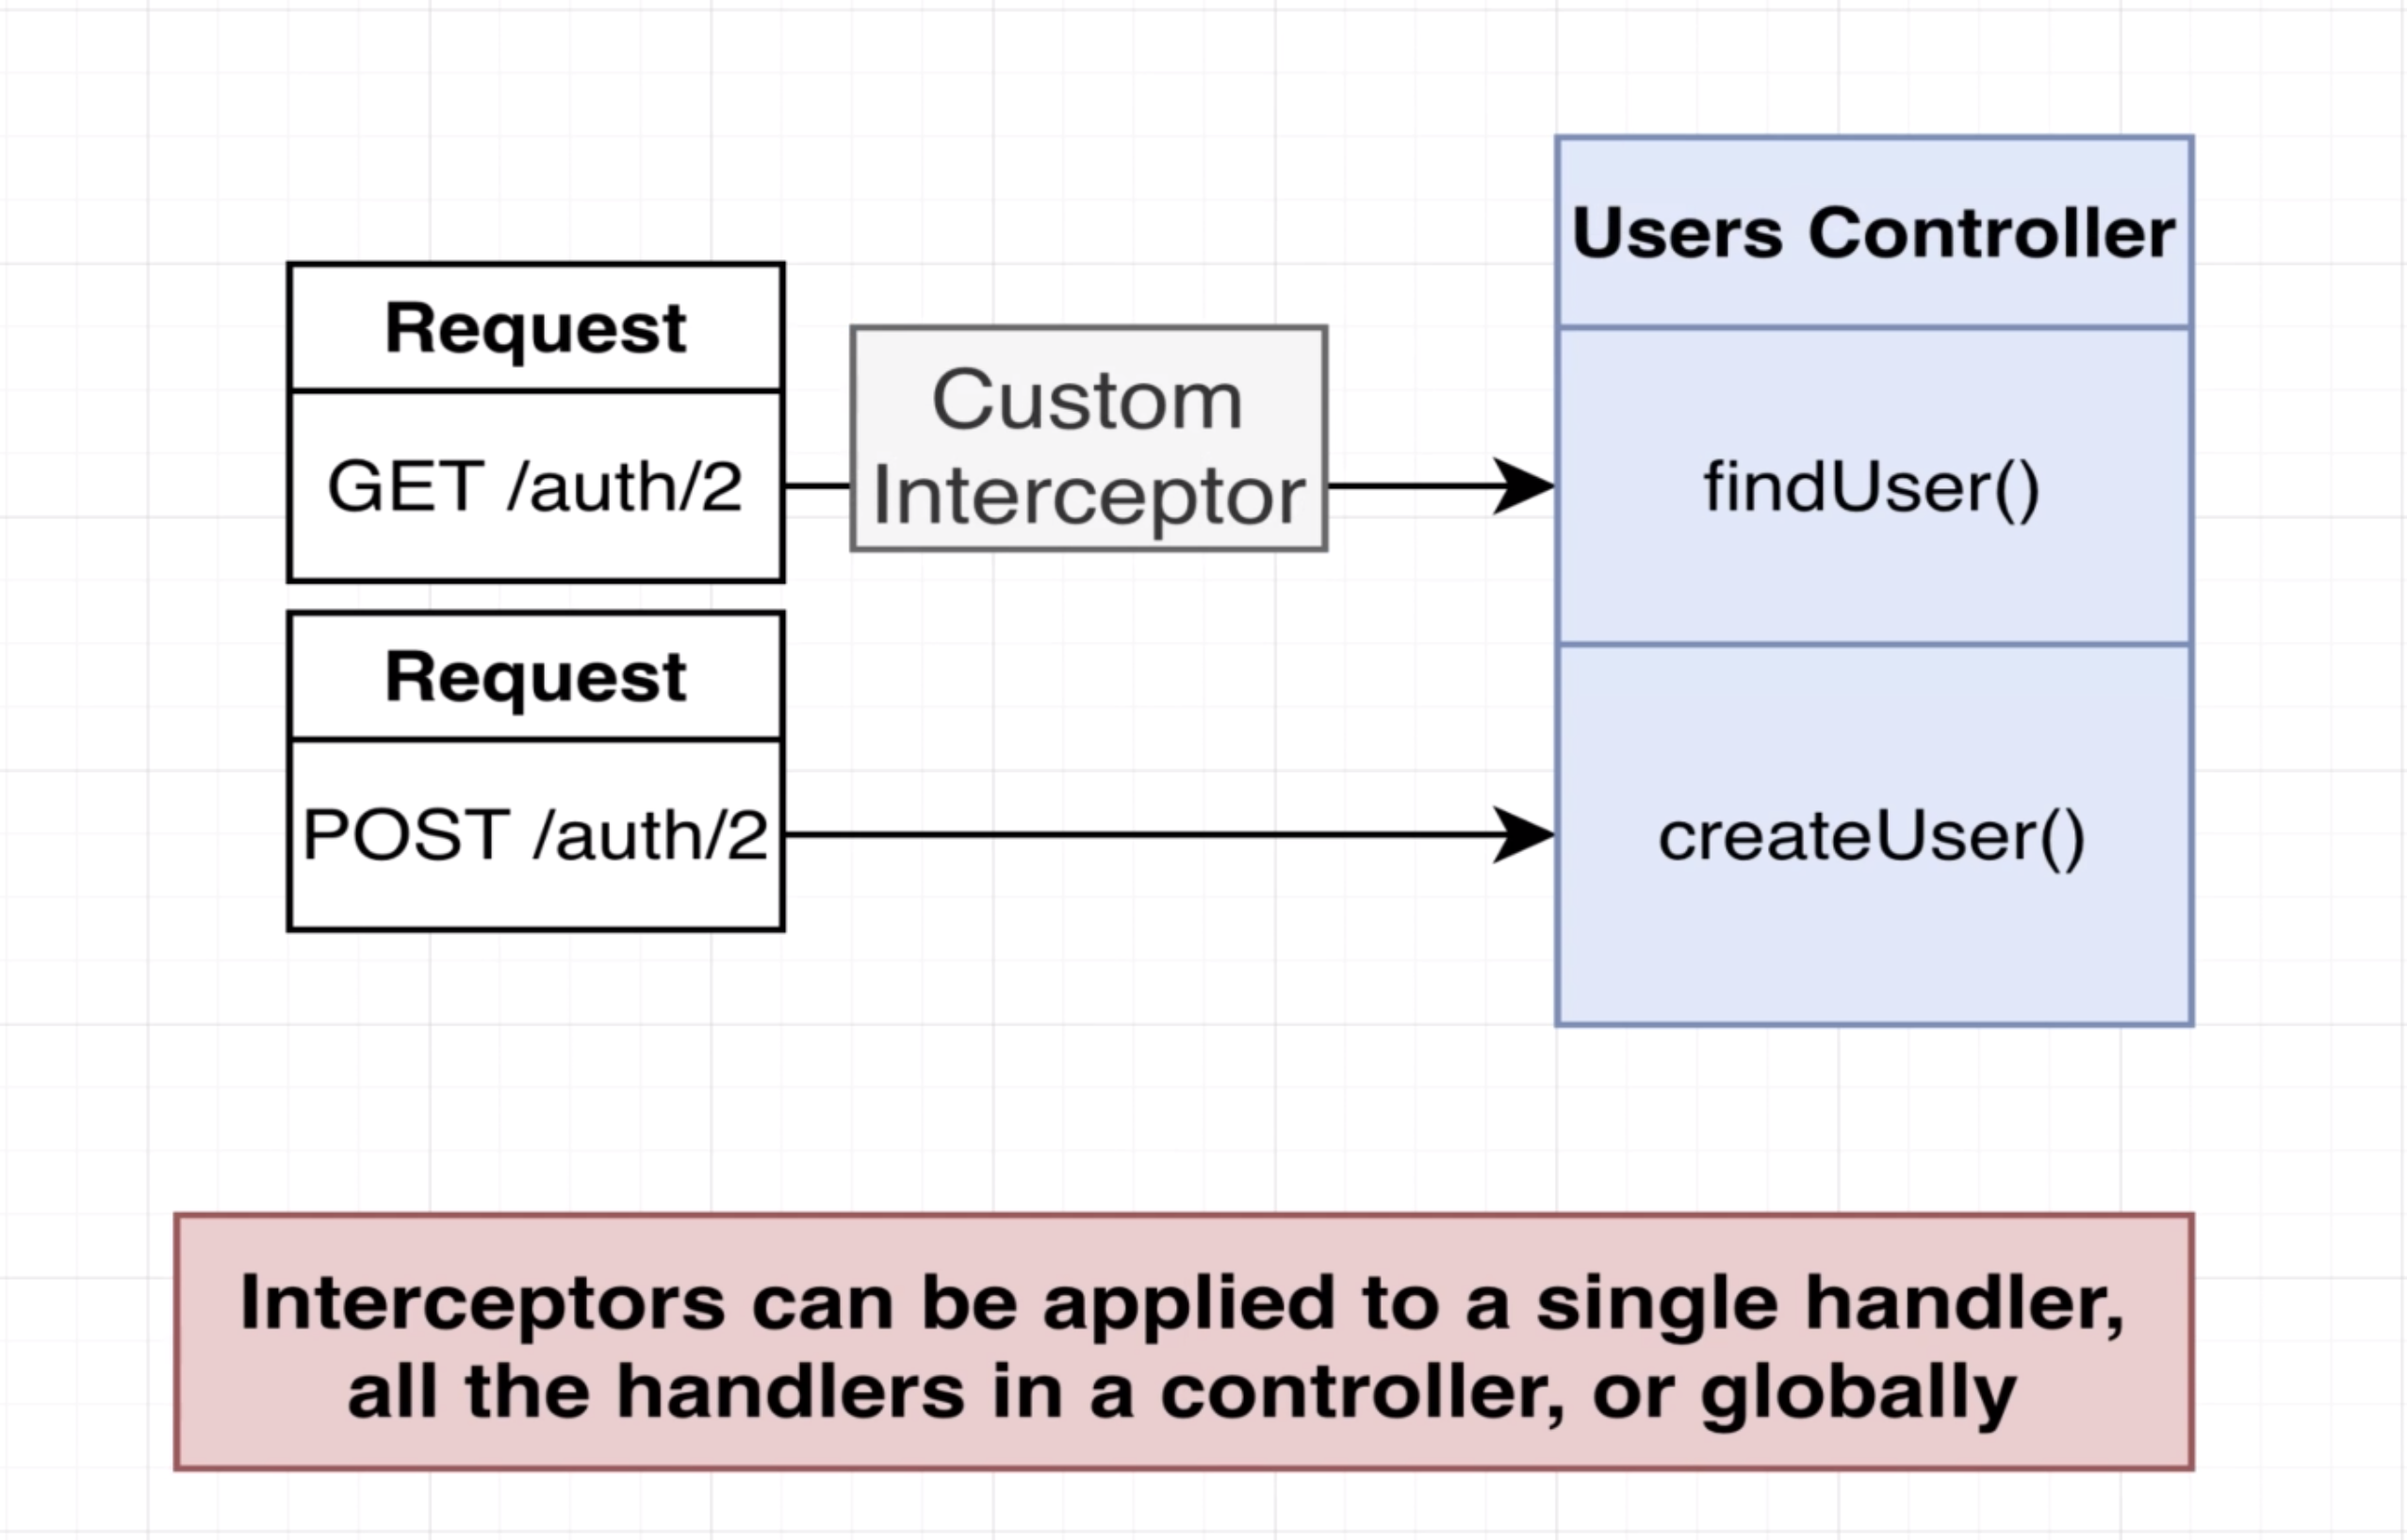 Users Controller
Request
Custom
Interceptor
GET /auth/2
findUser()
Request
POST /auth/2
createUser()
Interceptors can be applied to a single handler,
all the handlers in a controller, or globally